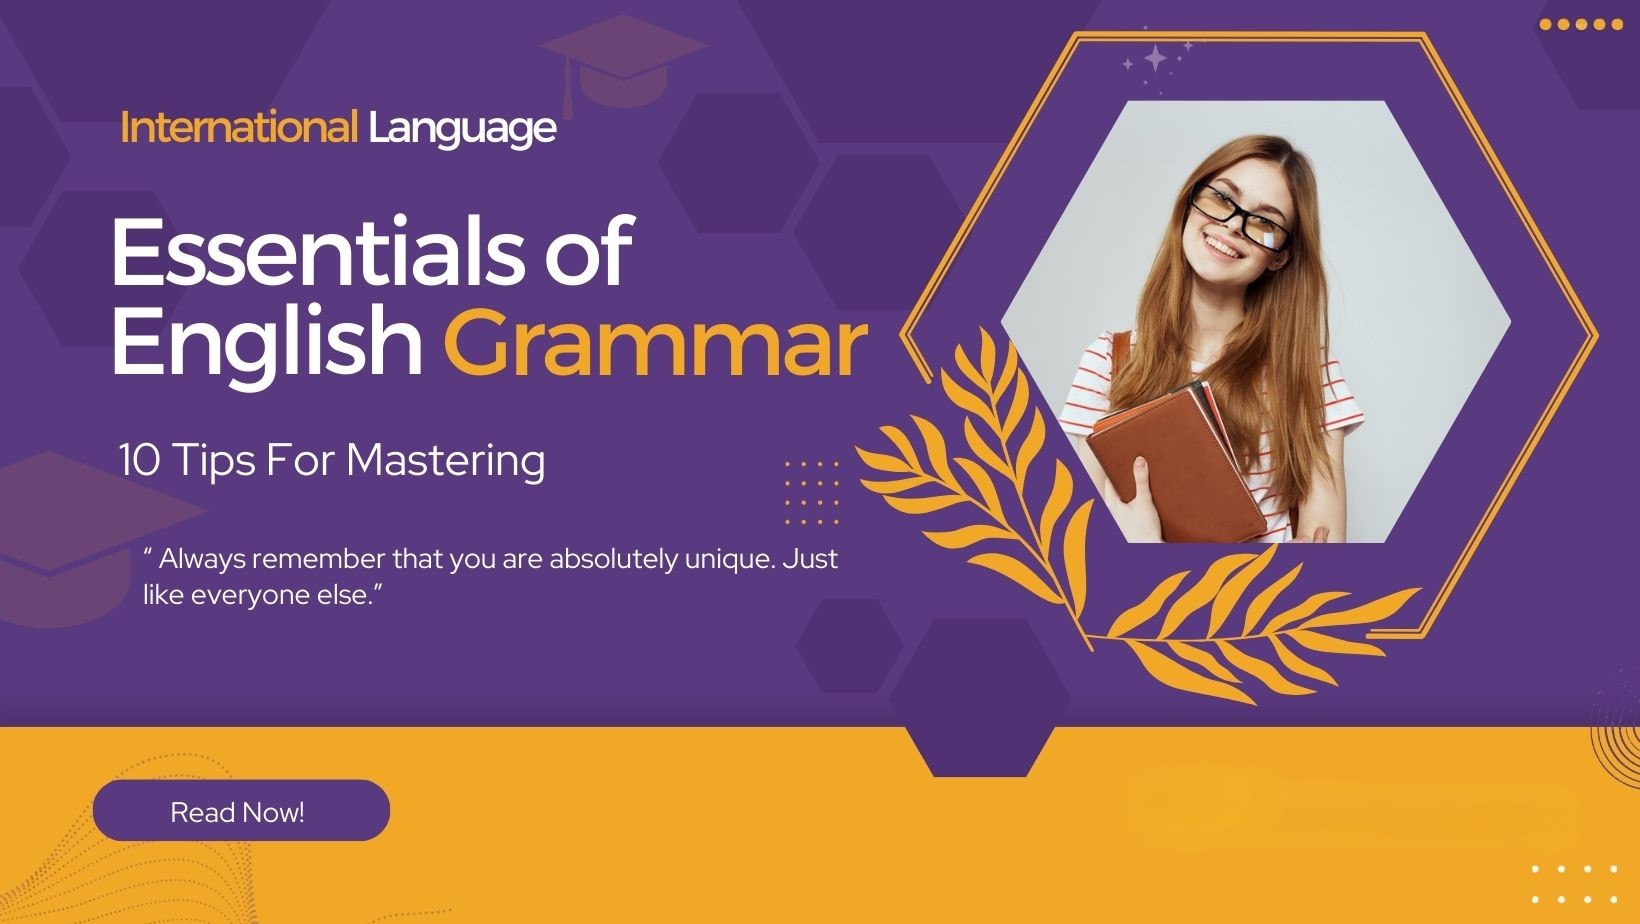 International Language
Essentials of
English Grammar
10 Tips For Mastering
“ Always remember that you are absolutely unique. Just
like everyone else.”
Read Now!